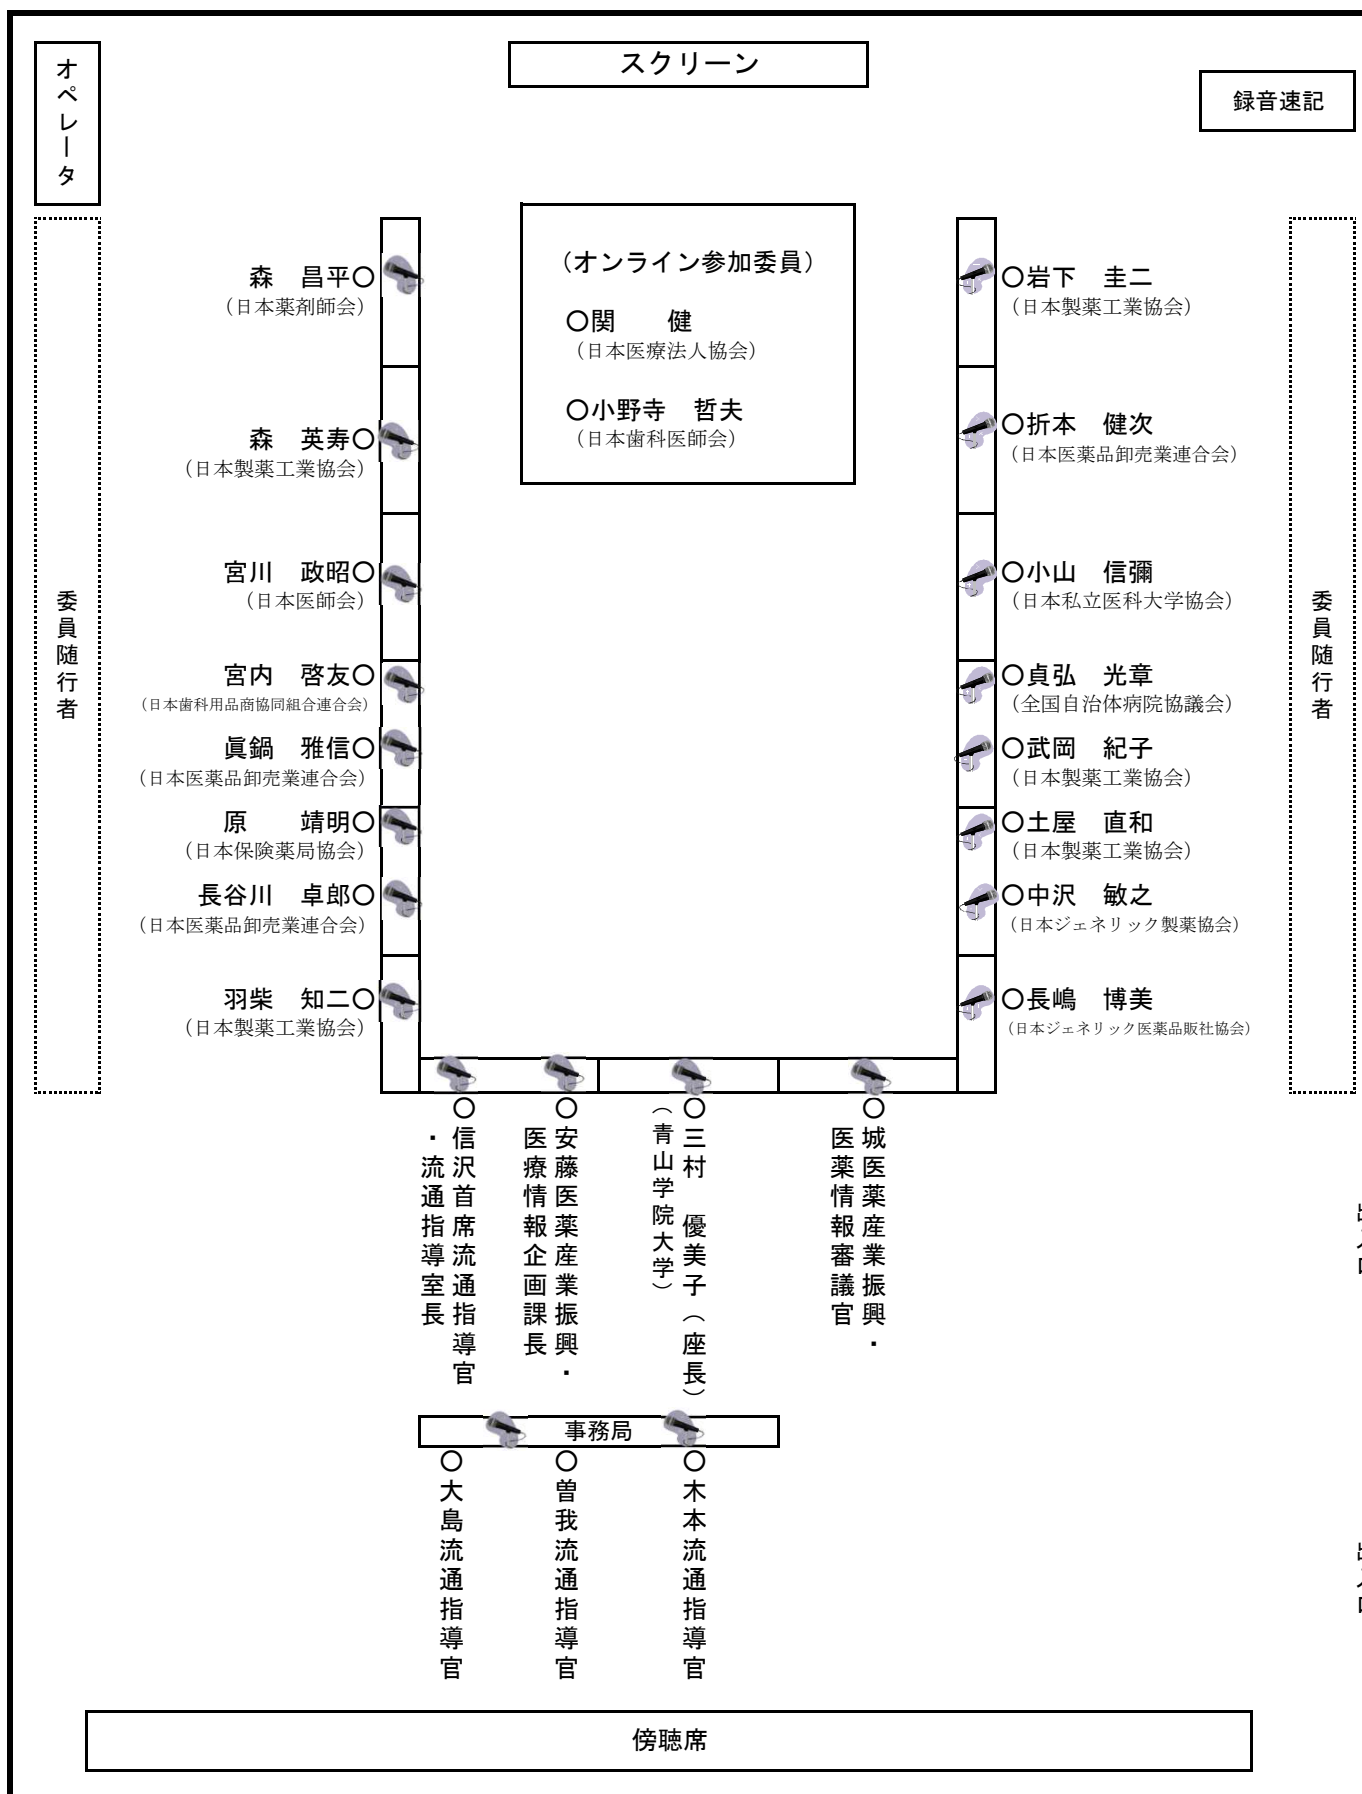 スクリーン
オペレータ
録音速記
委員随行者
森　昌平〇
（日本薬剤師会）
森　英寿〇
（日本製薬工業協会）
宮川　政昭〇
（日本医師会）
宮内　啓友〇
（日本歯科用品商協同組合連合会）
眞鍋　雅信〇
（日本医薬品卸売業連合会）
原　　靖明〇
（日本保険薬局協会）
長谷川　卓郎〇
（日本医薬品卸売業連合会）
羽柴　知二〇
（日本製薬工業協会）
（オンライン参加委員）
〇関　　健
（日本医療法人協会）
〇小野寺　哲夫
（日本歯科医師会）
〇岩下　圭二
（日本製薬工業協会）
〇折本　健次
（日本医薬品卸売業連合会）
〇小山　信彌
（日本私立医科大学協会）
〇貞弘　光章
（全国自治体病院協議会）
〇武岡　紀子
（日本製薬工業協会）
〇土屋　直和
（日本製薬工業協会）
〇中沢　敏之
（日本ジェネリック製薬協会）
〇長嶋　博美
（日本ジェネリック医薬品販社協会）
委員随行者
〇城医薬産業振興・
医薬情報審議官
〇三村　優美子（座長）
（青山学院大学）
〇安藤医薬産業振興・
医療情報企画課長
〇信沢首席流通指導官
・流通指導室長
事務局
〇木本流通指導官
〇曽我流通指導官
〇大島流通指導官
傍聴席